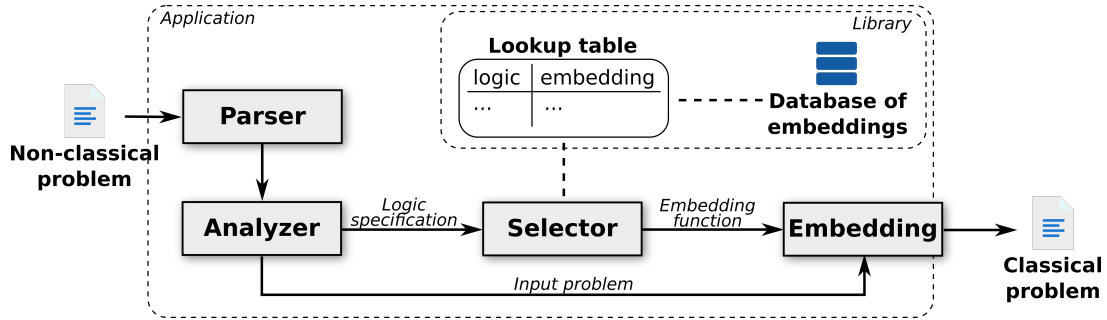 Application
Library
Lookup table
logic embedding
... ...
Database of
embeddings
Non-classical
problem
Parser
Analyzer
Logic
specification
Selector
Embedding
function
Embedding
Input problem
Classical
problem